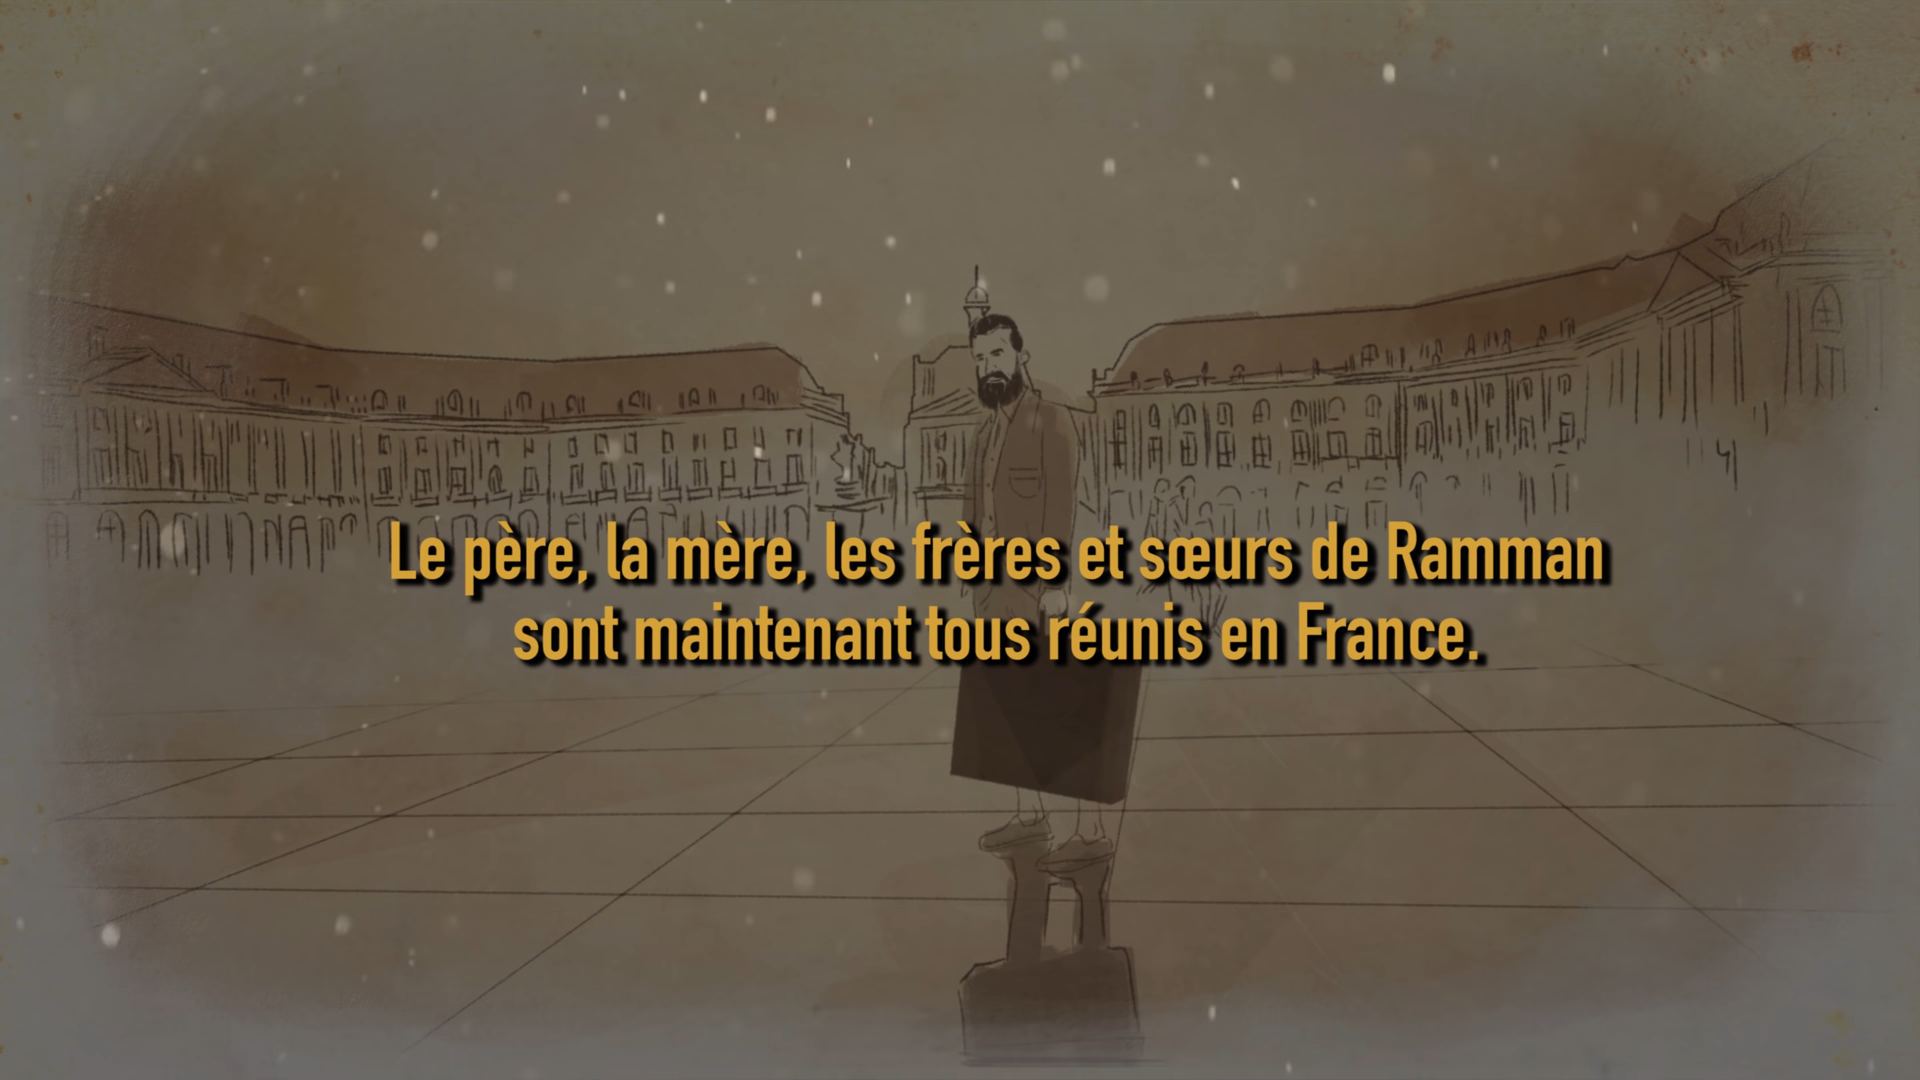 Le père, la mère, les frères et sœurs de Ramman
sont maintenant tous réunis en France.